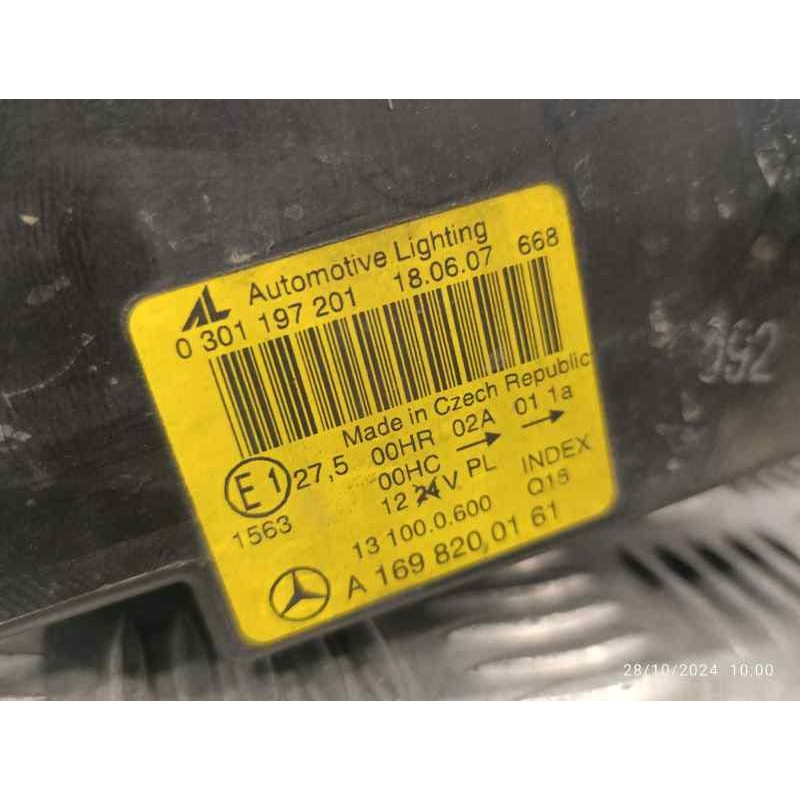 AL Automotive Lighting
0 301 197 201 18.06.07 668
Made in Czech Republic
E1 27,5 00HR 02A 01 1a
00HC → →
1563 12 24 V PL INDEX
13 100.0.600 Q18
A 169 820 01 61
392
28/10/2024 10:00